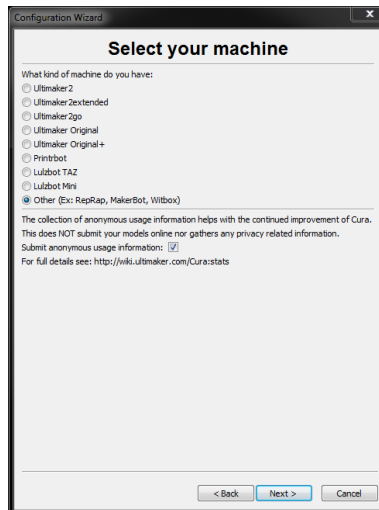 Configuration Wizard
x
Select your machine
What kind of machine do you have:
Ultimaker2
Ultimaker2extended
Ultimaker2go
Ultimaker Original
Ultimaker Original+
Printrbot
Lulzbot TAZ
Lulzbot Mini
Other (Ex: RepRap, MakerBot, Witbox)
The collection of anonymous usage information helps with the continued improvement of Cura.
This does NOT submit your models online nor gathers any privacy related information.
Submit anonymous usage information:
For full details see: http://wiki.ultimaker.com/Cura:stats
< Back Next > Cancel